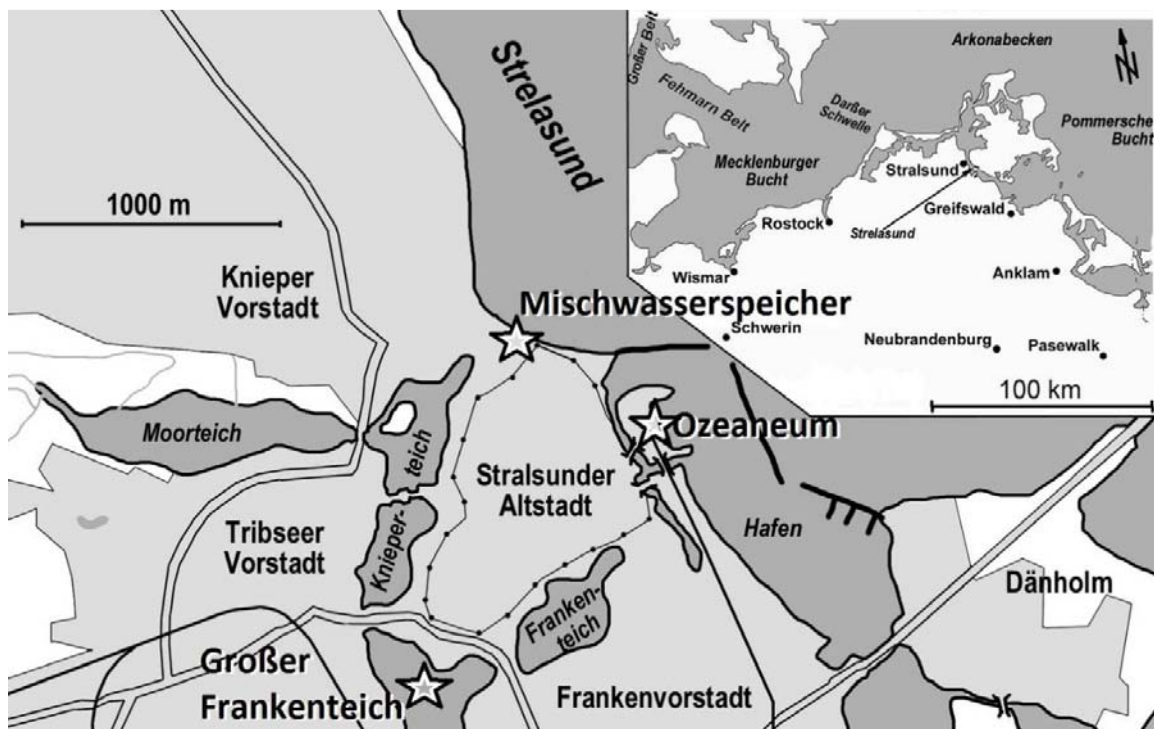 Strelasund
1000 m
Knieper
Vorstadt
Mischwasserspeicher
Moorteich
teich
Knieper-
Ozeaneum
Stralsunder
Altstadt
Tribseer
Vorstadt
Hafen
Dänholm
Franken-
teich
Großer
Frankenteich
Frankenvorstadt
Großer Belt
Fehmarn Belt
Arkonabecken
N
Darßer
Schwelle
Pommersche
Bucht
Mecklenburger
Bucht
Stralsund
Greifswald
Rostock
Strelasund
Wismar
Anklam
Schwerin
Neubrandenburg
Pasewalk
100 km